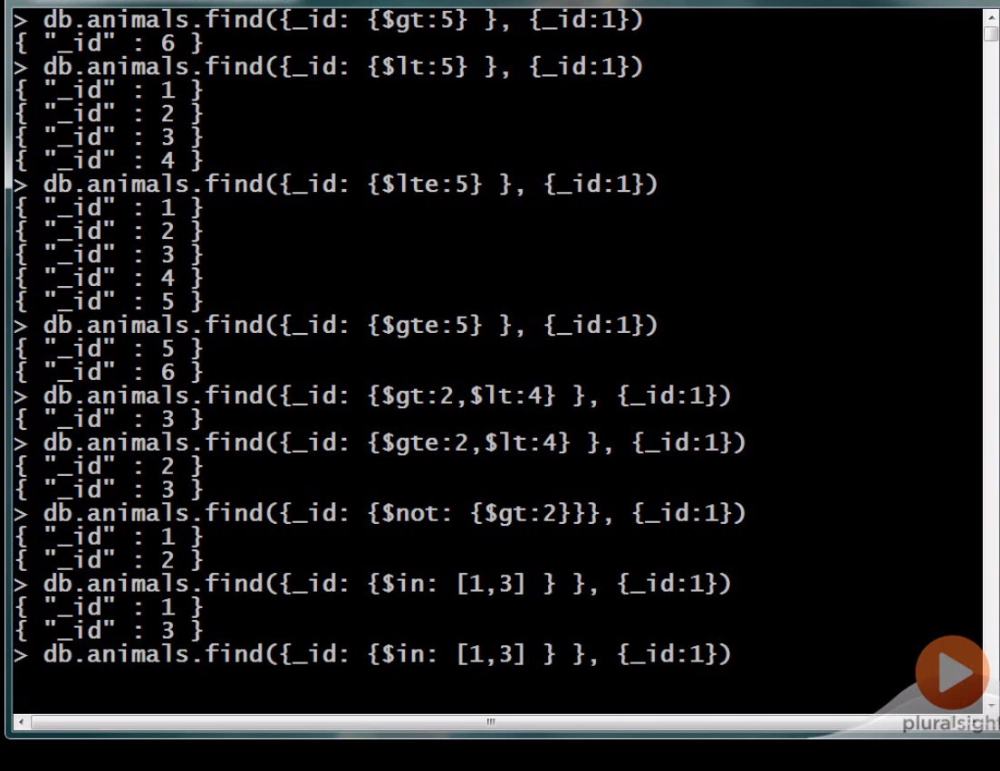 > db.animals.find({_id: {$gt:5} }, {_id:1})
{ "_id" : 6 }
> db.animals.find({_id: {$lt:5} }, {_id:1})
{ "_id" : 1 }
{ "_id" : 2 }
{ "_id" : 3 }
{ "_id" : 4 }
> db.animals.find({_id: {$lte:5} }, {_id:1})
{ "_id" : 1 }
{ "_id" : 2 }
{ "_id" : 3 }
{ "_id" : 4 }
{ "_id" : 5 }
> db.animals.find({_id: {$gte:5} }, {_id:1})
{ "_id" : 5 }
{ "_id" : 6 }
> db.animals.find({_id: {$gt:2,$lt:4} }, {_id:1})
{ "_id" : 3 }
> db.animals.find({_id: {$gte:2,$lt:4} }, {_id:1})
{ "_id" : 2 }
{ "_id" : 3 }
> db.animals.find({_id: {$not: {$gt:2}}}, {_id:1})
{ "_id" : 1 }
{ "_id" : 2 }
> db.animals.find({_id: {$in: [1,3] } }, {_id:1})
{ "_id" : 1 }
{ "_id" : 3 }
> db.animals.find({_id: {$in: [1,3] } }, {_id:1})
pluralsight